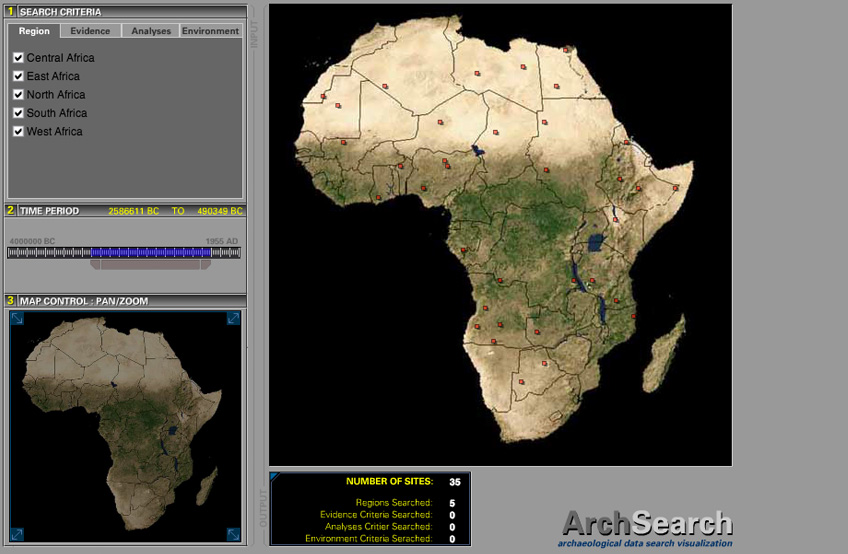 1 SEARCH CRITERIA
Region Evidence Analyses Environment
Central Africa
East Africa
North Africa
South Africa
West Africa
2 TIME PERIOD 2586611 BC TO 490349 BC
4000000 BC 1955 AD
3 MAP CONTROL : PAN/ZOOM
INPUT
OUTPUT
NUMBER OF SITES: 35
Regions Searched: 5
Evidence Criteria Searched: 0
Analyses Critier Searched: 0
Environment Criteria Serached: 0
ArchSearch
archaeological data search visualization